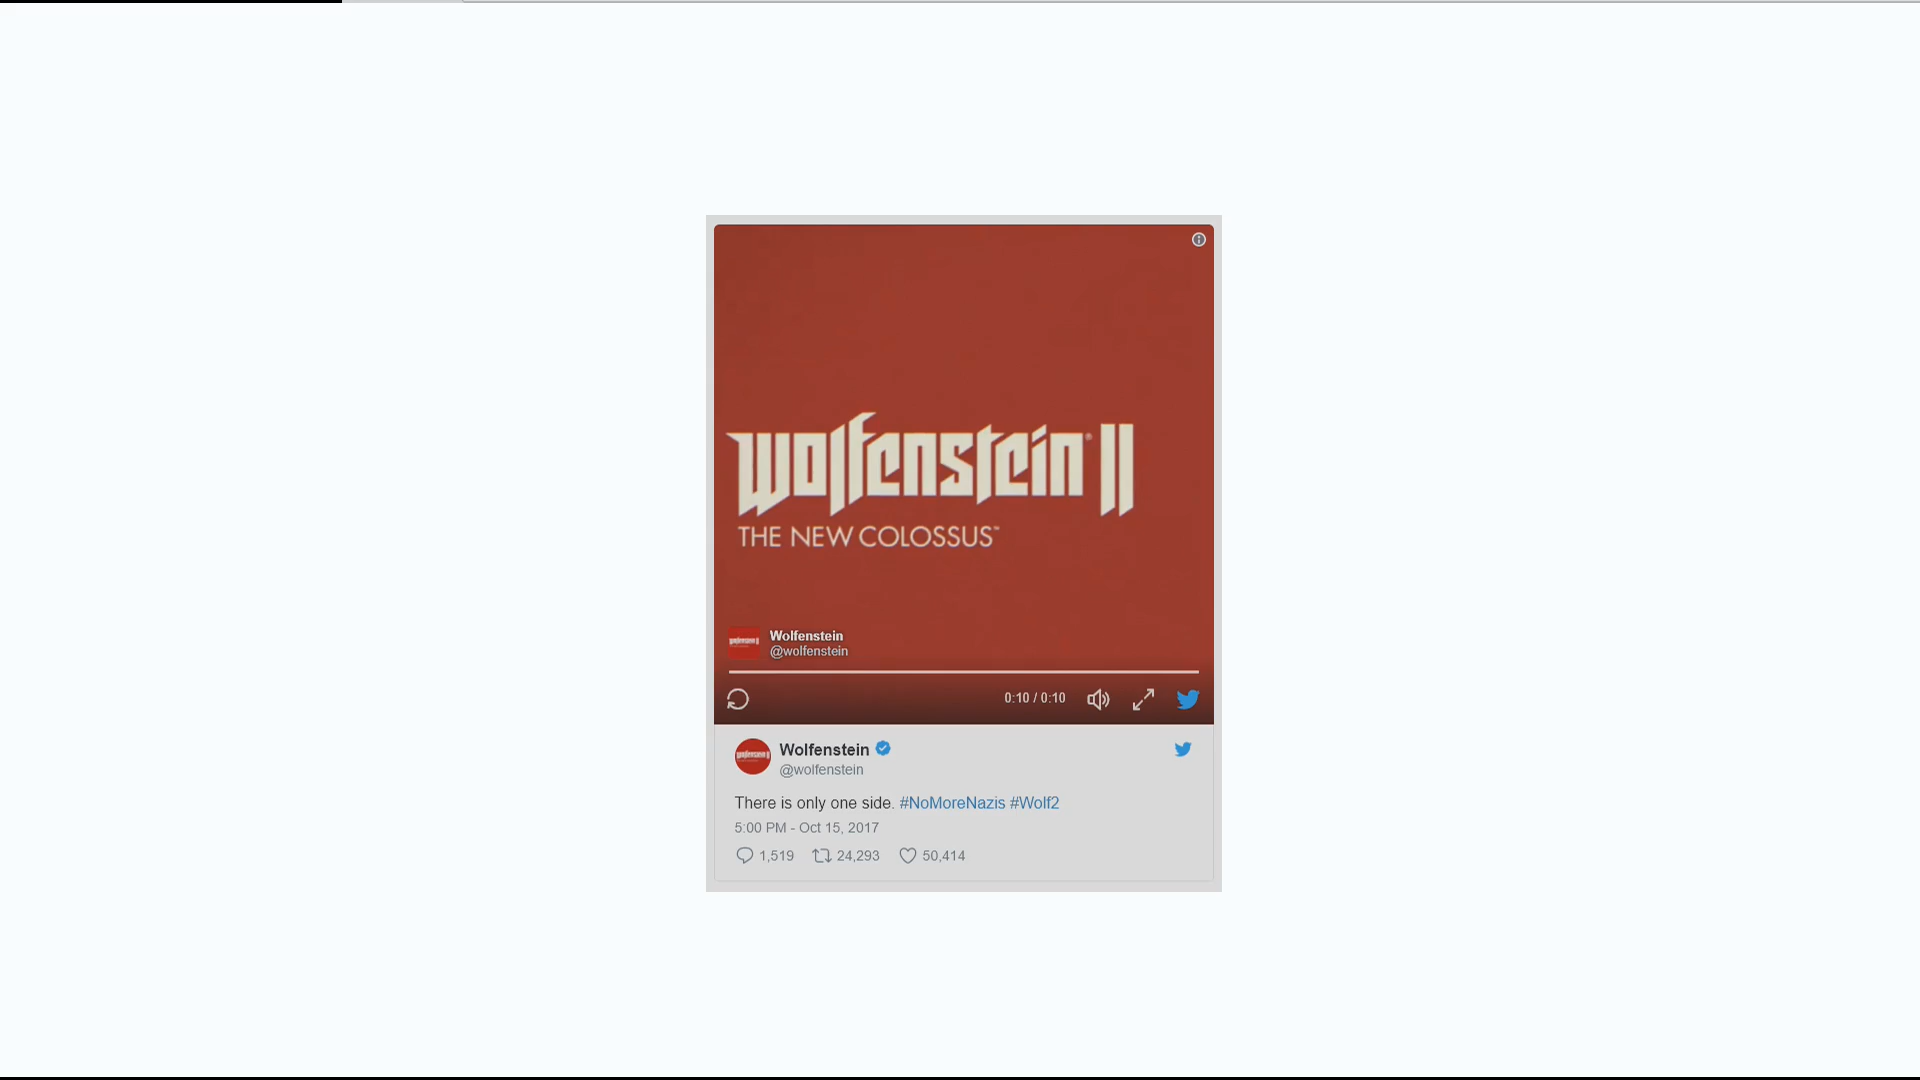 Wolfenstein® II
THE NEW COLOSSUS™
Wolfenstein
@wolfenstein
0:10 / 0:10
Wolfenstein
@wolfenstein
There is only one side. #NoMoreNazis #Wolf2
5:00 PM - Oct 15, 2017
1,519 24,293 50,414